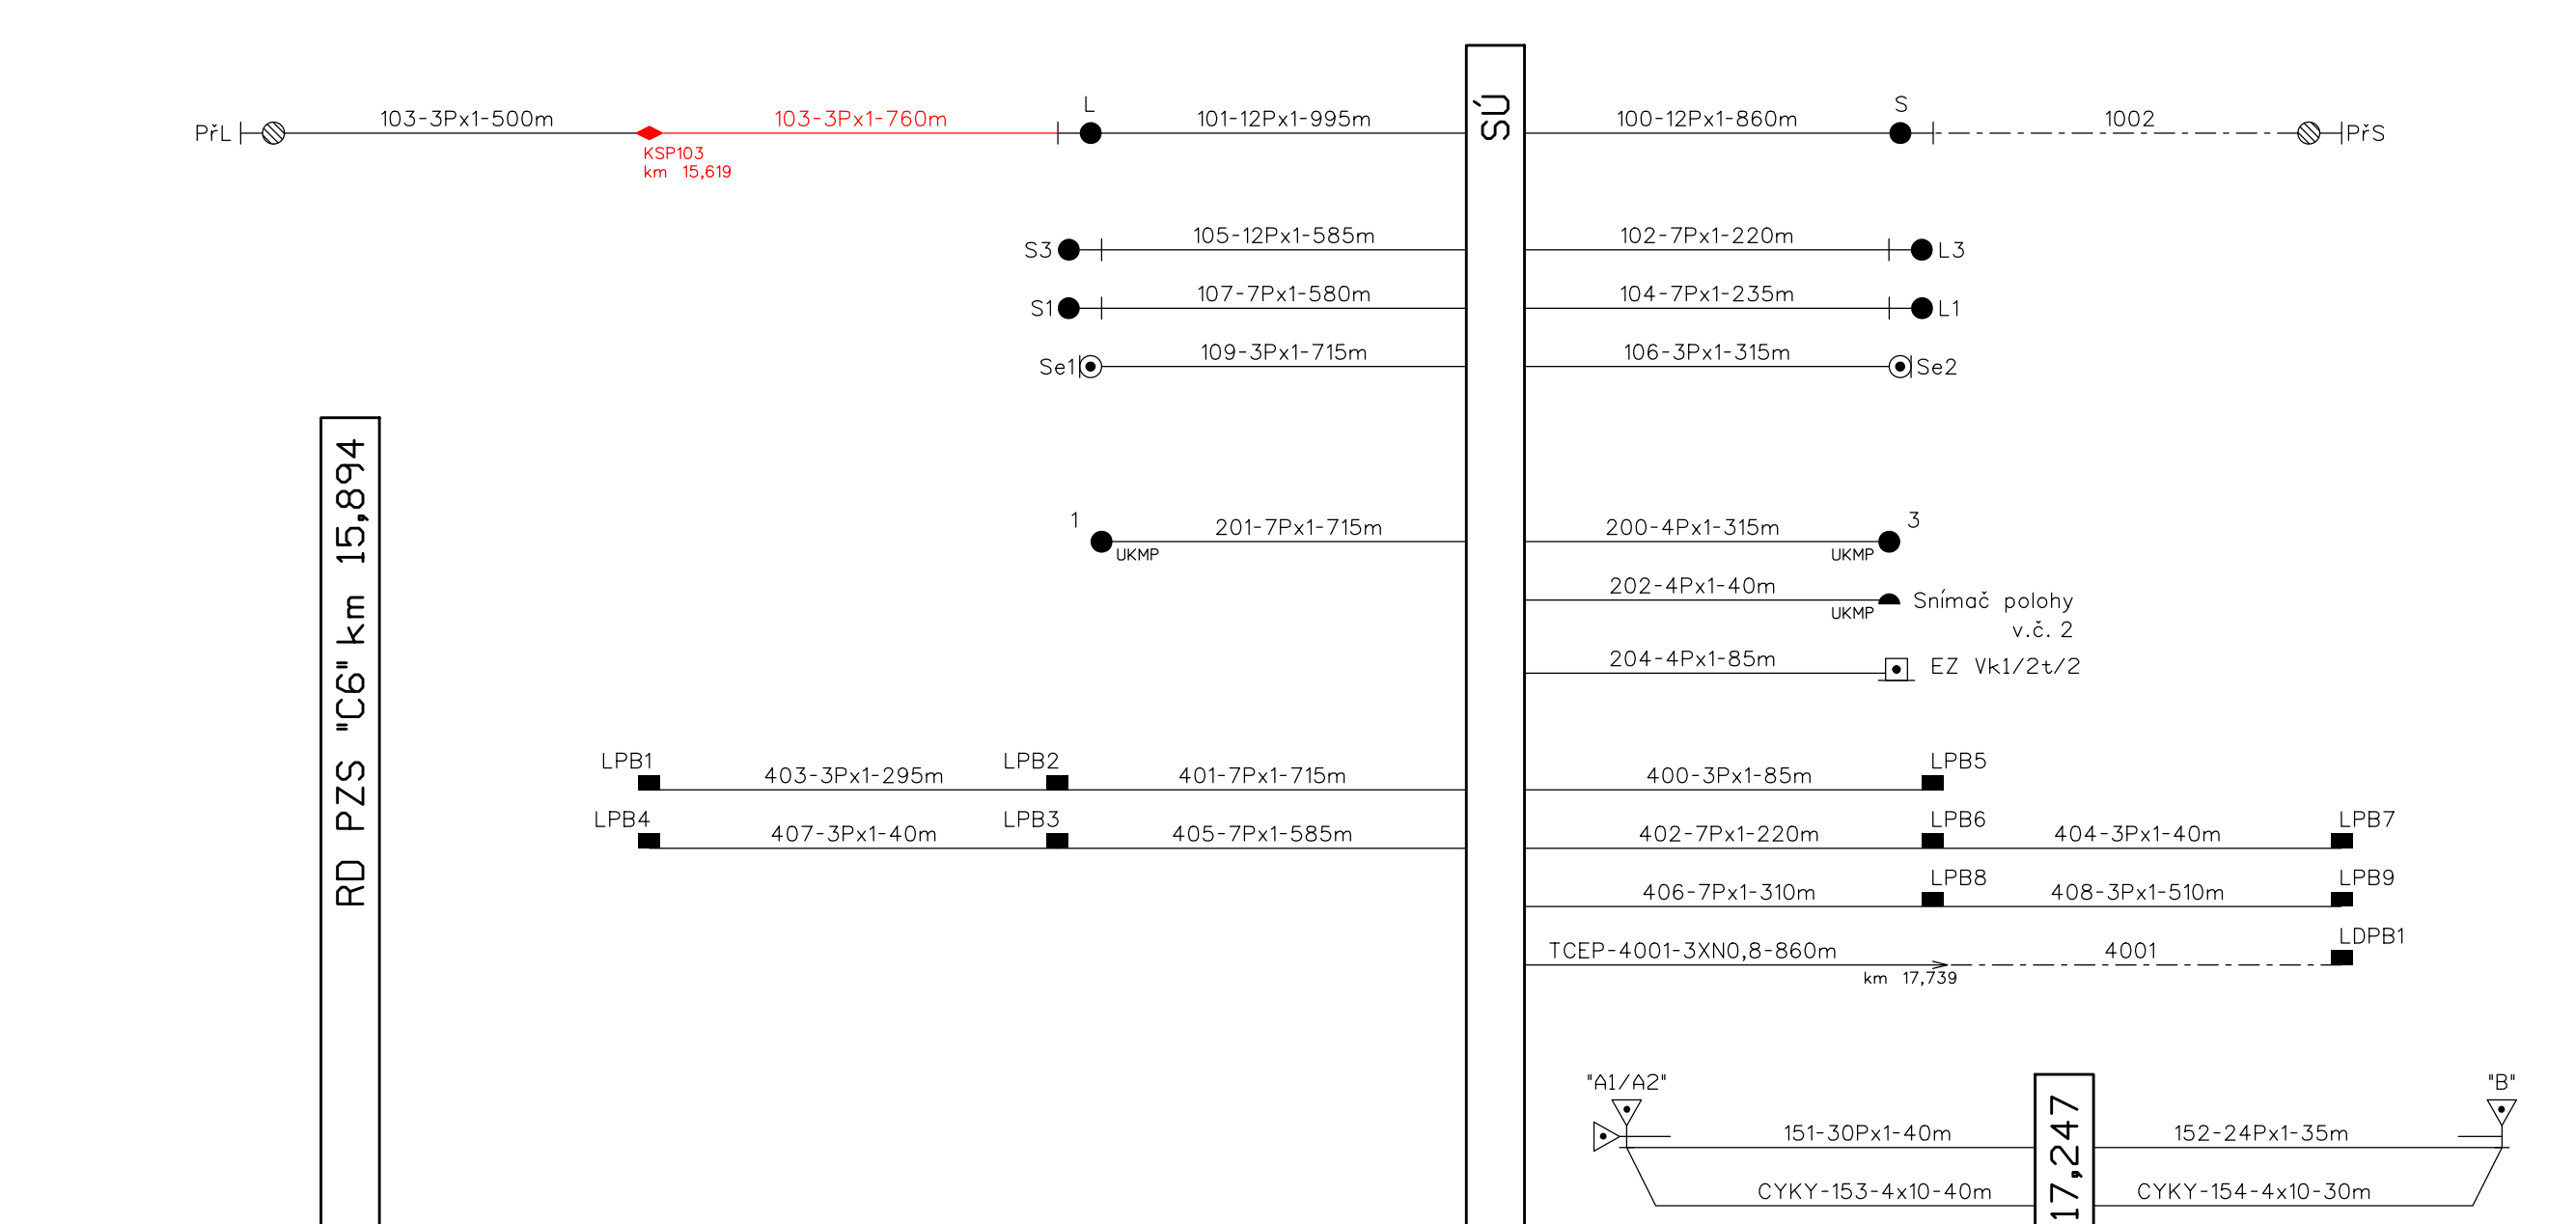 SÚ
PřL
103-3Px1-500m
103-3Px1-760m
L
101-12Px1-995m
100-12Px1-860m
S
1002
PřS
KSP103
km 15,619
S3
105-12Px1-585m
102-7Px1-220m
L3
S1
107-7Px1-580m
104-7Px1-235m
L1
Se1
109-3Px1-715m
106-3Px1-315m
Se2
RD PZS "C6" km 15,894
1
201-7Px1-715m
200-4Px1-315m
3
UKMP
UKMP
202-4Px1-40m
UKMP
Snímač polohy
v.č. 2
204-4Px1-85m
EZ Vk1/2t/2
LPB1
403-3Px1-295m
LPB2
401-7Px1-715m
400-3Px1-85m
LPB5
LPB4
407-3Px1-40m
LPB3
405-7Px1-585m
402-7Px1-220m
LPB6
404-3Px1-40m
LPB7
406-7Px1-310m
LPB8
408-3Px1-510m
LPB9
TCEP-4001-3XN0,8-860m
4001
LDPB1
km 17,739
"A1/A2"
"B"
17,247
151-30Px1-40m
152-24Px1-35m
CYKY-153-4x10-40m
CYKY-154-4x10-30m